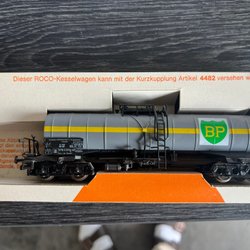 Dieser ROCO-Kesselwagen kann mit der Kurzkupplung Artikel 4482 versehen
BP